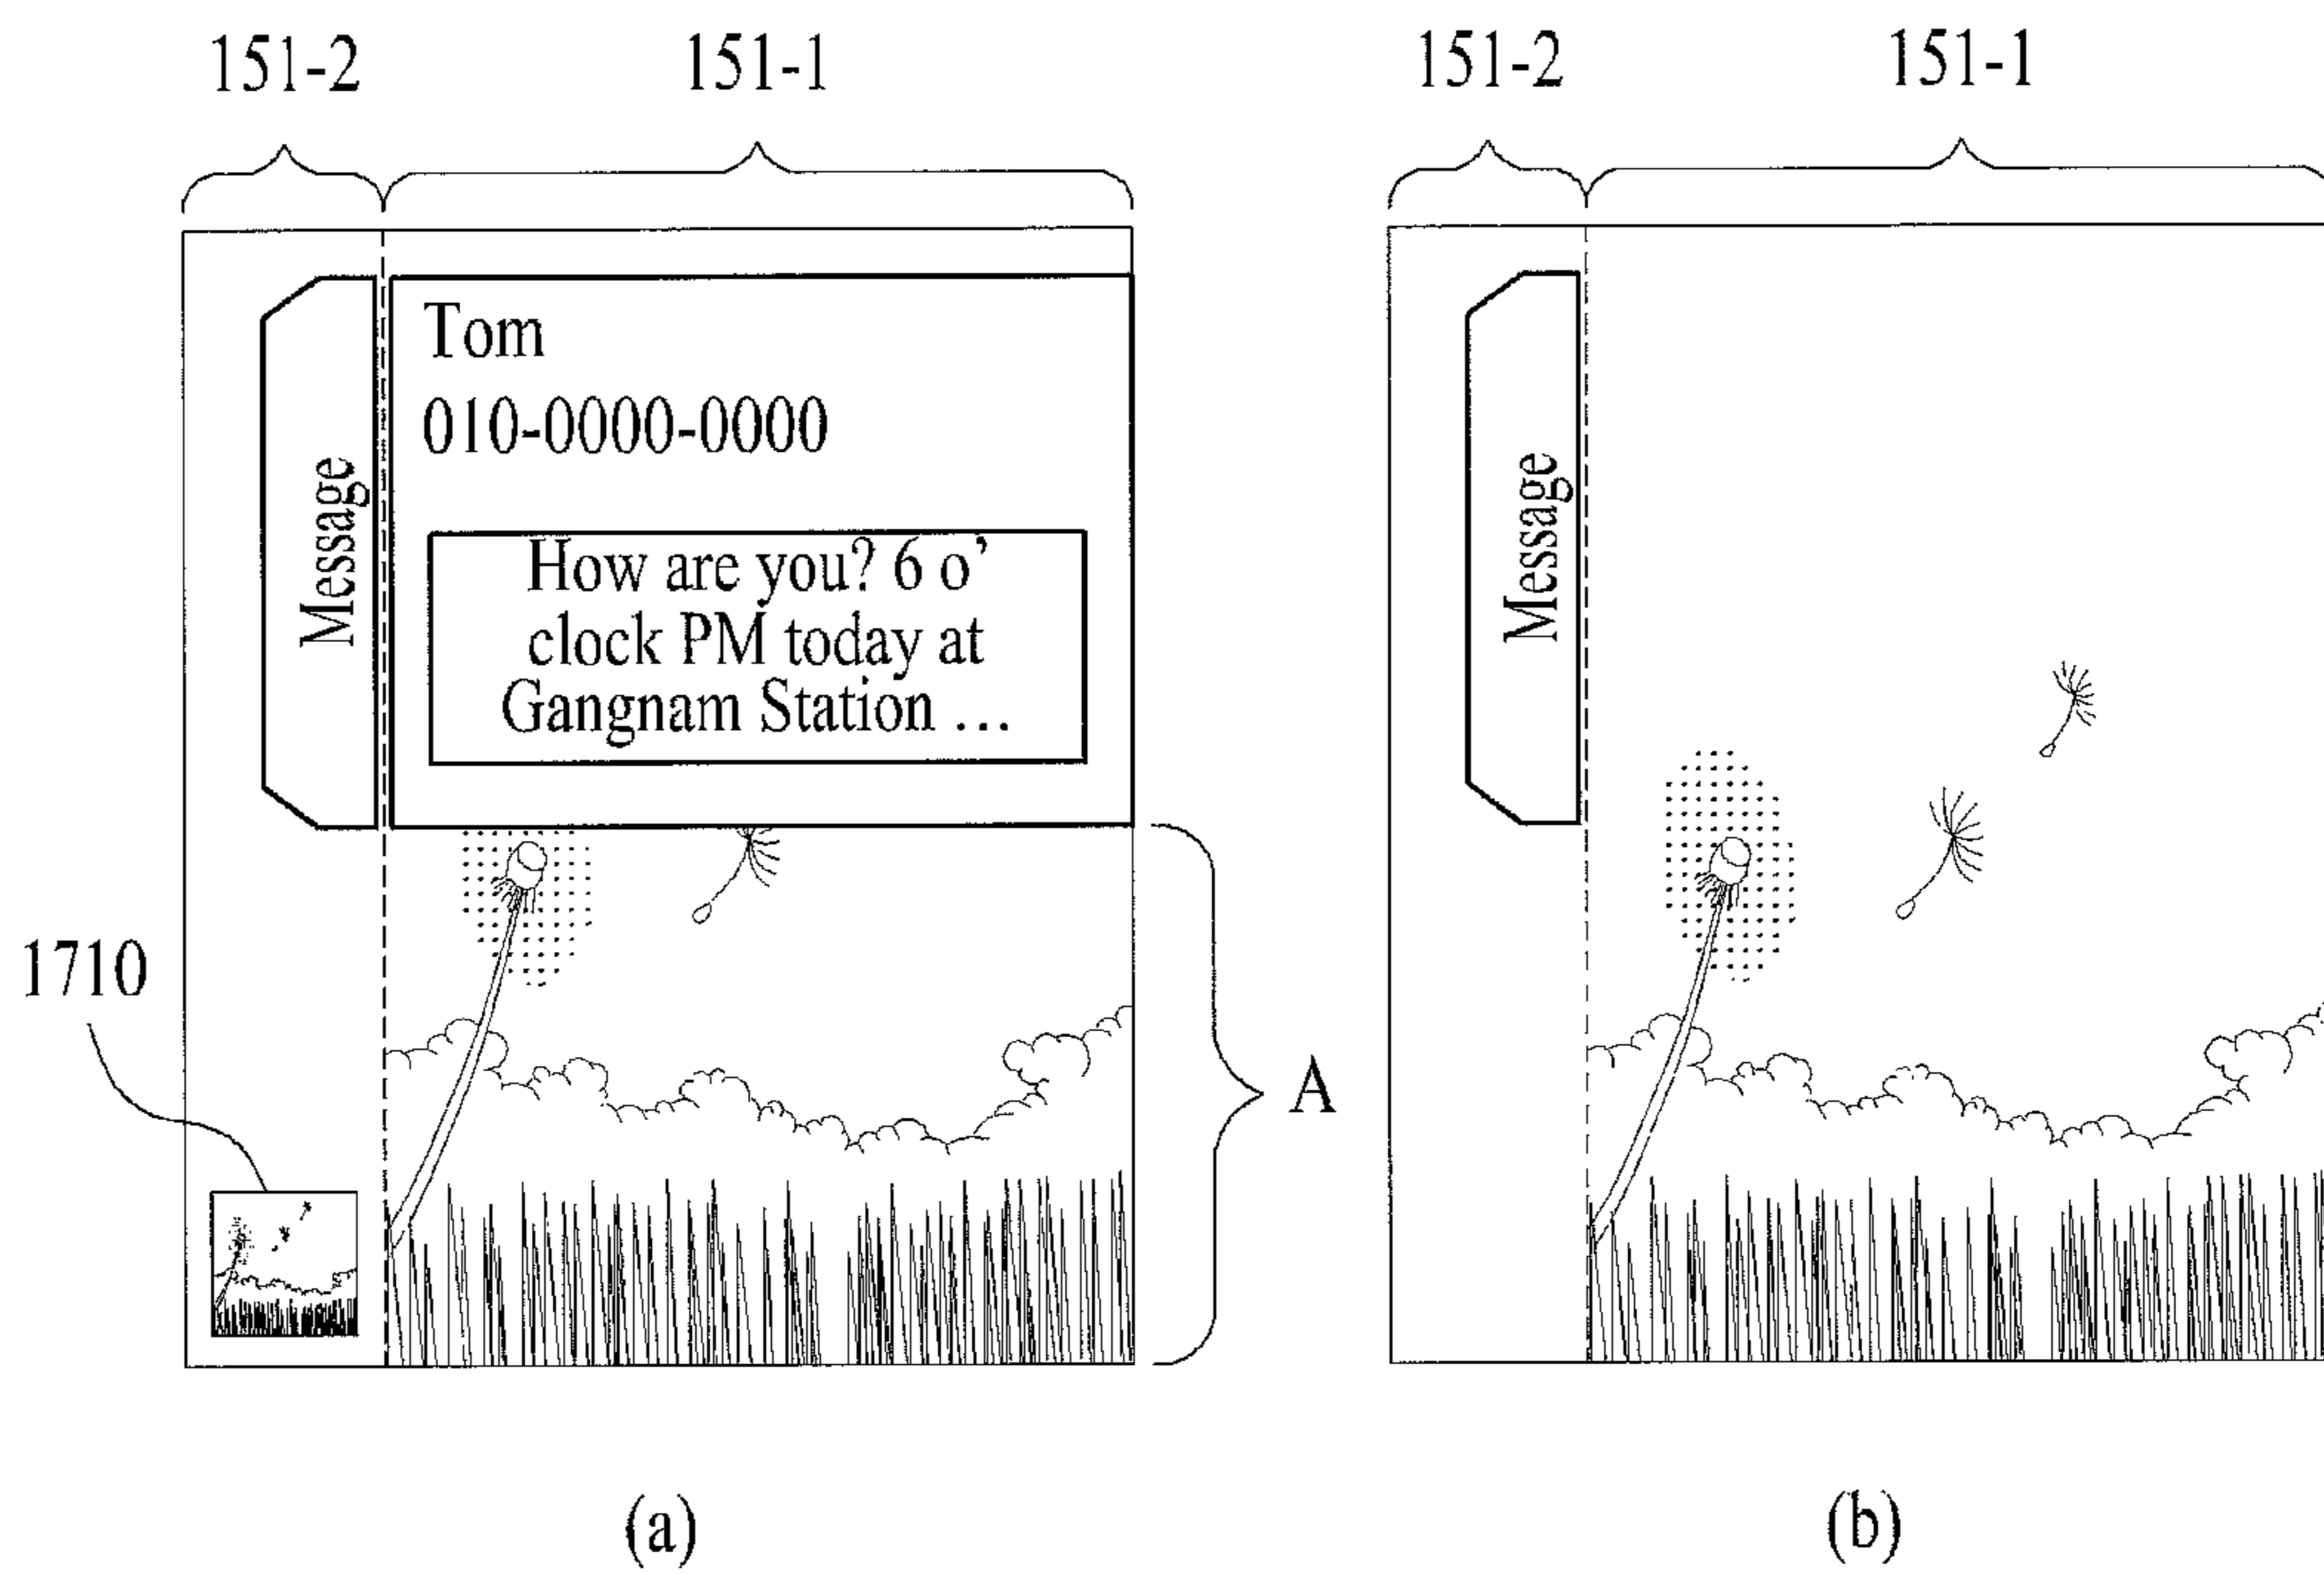 151-2
151-1
151-2
151-1
Message
Tom
010-0000-0000
How are you? 6 o’
clock PM today at
Gangnam Station ...
Message
1710
A
(a)
(b)